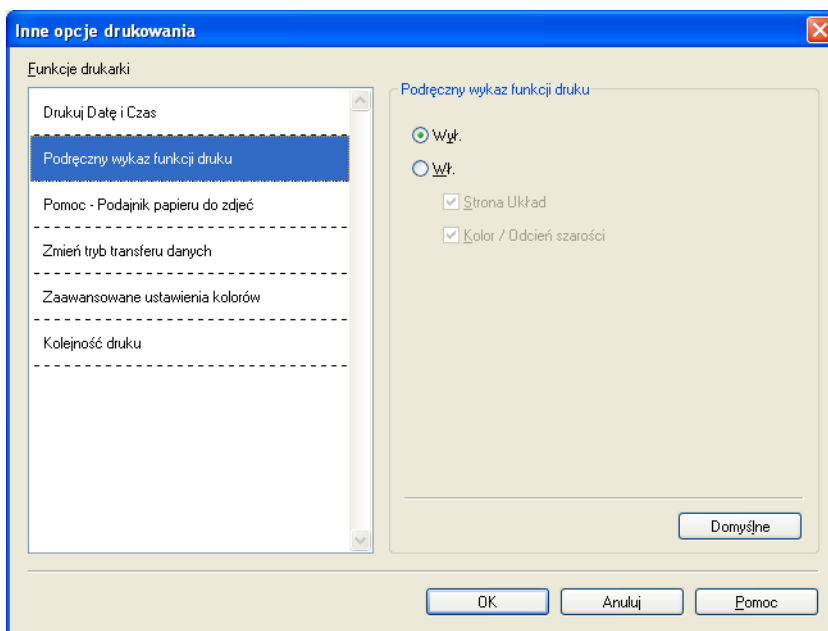 Inne opcje drukowania
Funkcje drukarki
Drukuj Datę i Czas
Podręczny wykaz funkcji druku
Pomoc - Podajnik papieru do zdjęć
Zmień tryb transferu danych
Zaawansowane ustawienia kolorów
Kolejność druku
Podręczny wykaz funkcji druku
Wył.
Wł.
Strona Układ
Kolor / Odcień szarości
Domyślne
OK Anuluj Pomoc